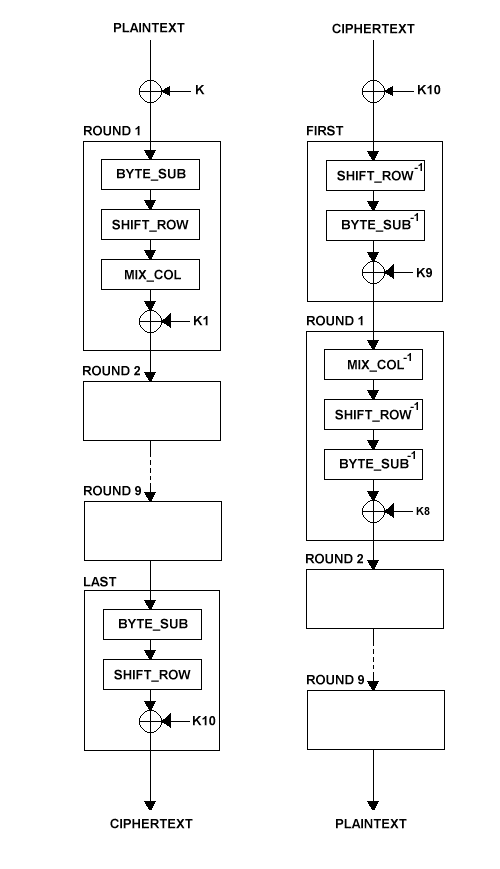 PLAINTEXT
K
ROUND 1
BYTE_SUB
SHIFT_ROW
MIX_COL
K1
ROUND 2
ROUND 9
LAST
BYTE_SUB
SHIFT_ROW
K10
CIPHERTEXT
CIPHERTEXT
K10
FIRST
SHIFT_ROW-1
BYTE_SUB-1
K9
ROUND 1
MIX_COL-1
SHIFT_ROW-1
BYTE_SUB-1
K8
ROUND 2
ROUND 9
PLAINTEXT